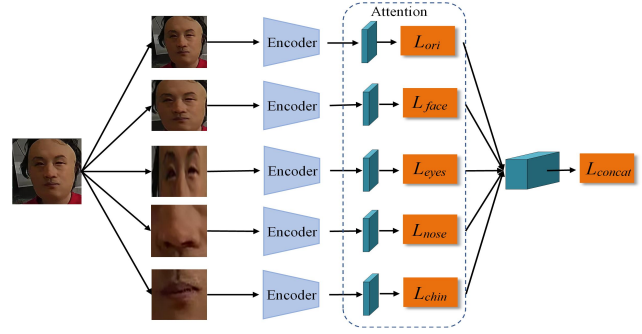 Attention
Encoder
L_ori
Encoder
L_face
Encoder
L_eyes
L_concat
Encoder
L_nose
Encoder
L_chin